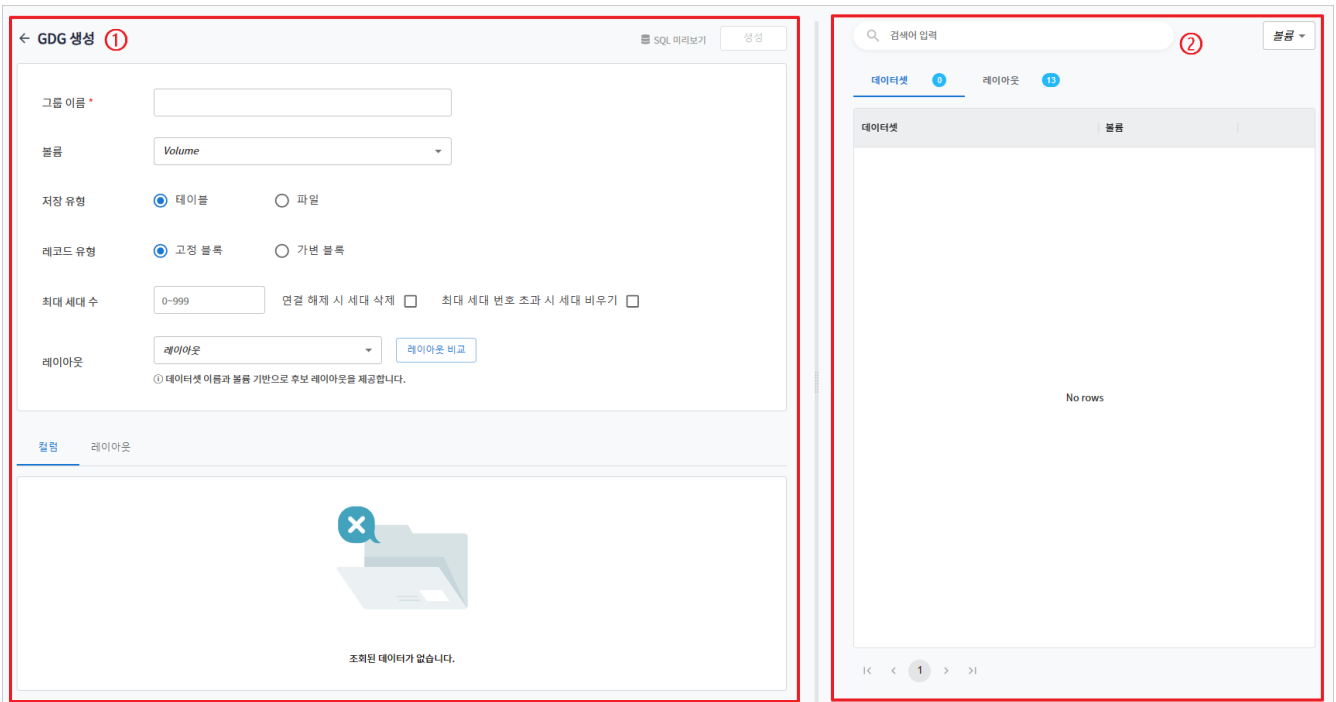 ← GDG 생성 ①
SQL 미리보기
생성
그룹 이름 *
볼륨
Volume
저장 유형
테이블
파일
레코드 유형
고정 블록
가변 블록
최대 세대 수
0~999
연결 해제 시 세대 삭제
최대 세대 번호 초과 시 세대 비우기
레이아웃
레이아웃
레이아웃 비교
ⓘ 데이터셋 이름과 볼륨 기반으로 후보 레이아웃을 제공합니다.
컬럼
레이아웃
조회된 데이터가 없습니다.
검색어 입력
②
볼륨
데이터셋 0
레이아웃 13
데이터셋
볼륨
No rows
1